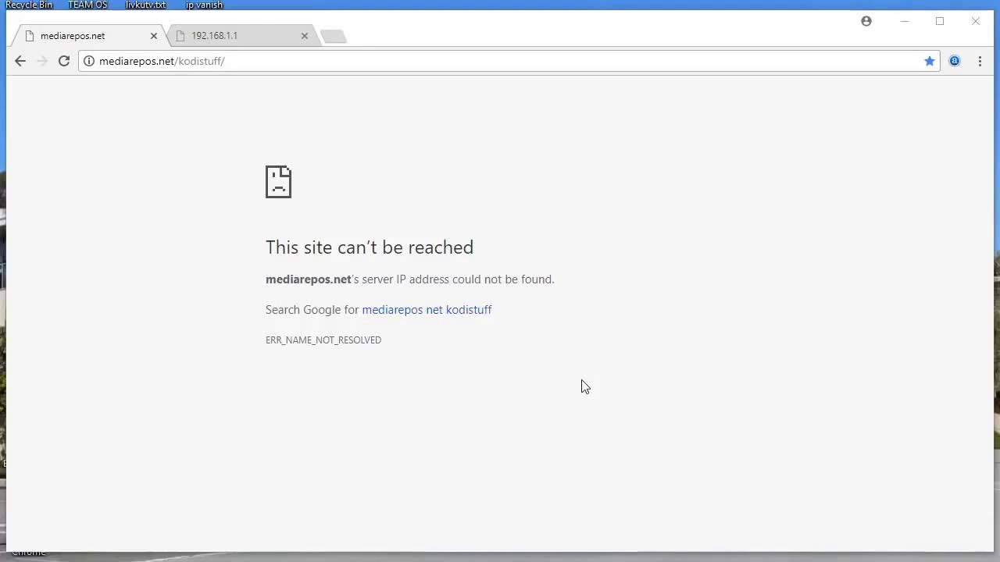 Recycle Bin TEAM OS livkutv.txt ip vanish
mediarepos.net 192.168.1.1
mediarepos.net/kodistuff/
This site can’t be reached
mediarepos.net's server IP address could not be found.
Search Google for mediarepos net kodistuff
ERR_NAME_NOT_RESOLVED
Chrome